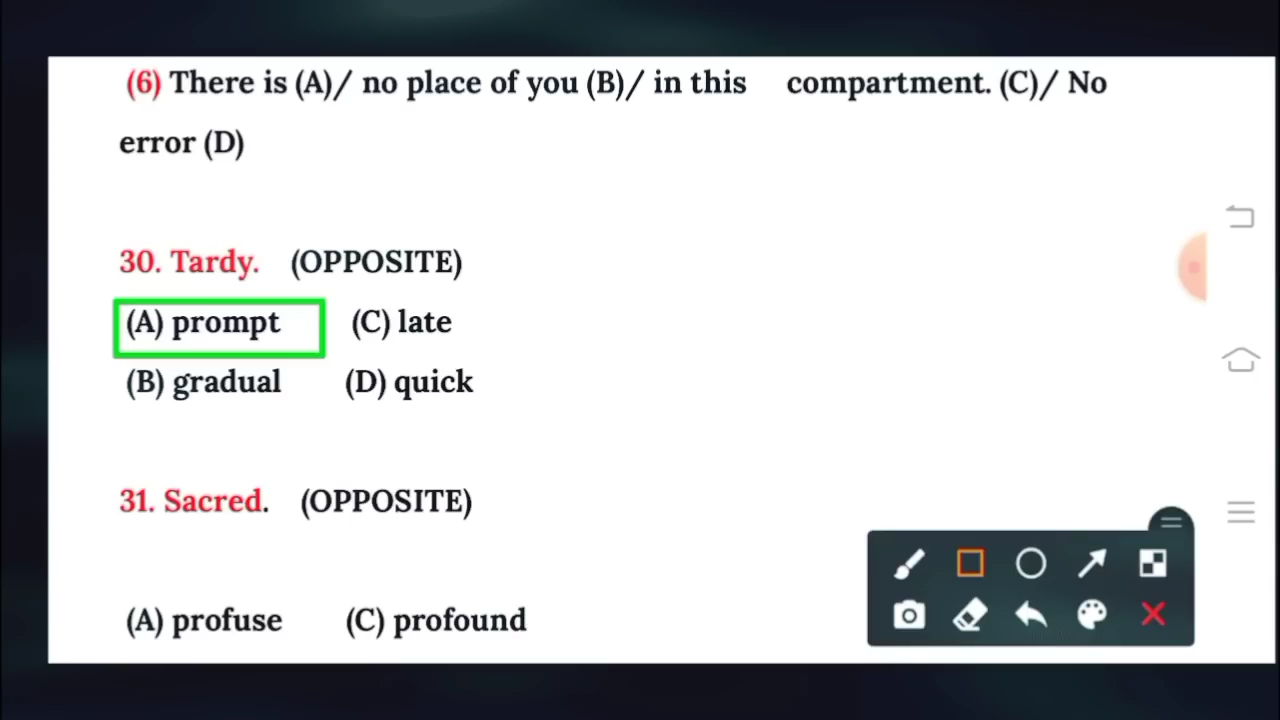 (6) There is (A)/ no place of you (B)/ in this compartment. (C)/ No
error (D)
30. Tardy. (OPPOSITE)
(A) prompt (C) late
(B) gradual (D) quick
31. Sacred. (OPPOSITE)
(A) profuse (C) profound